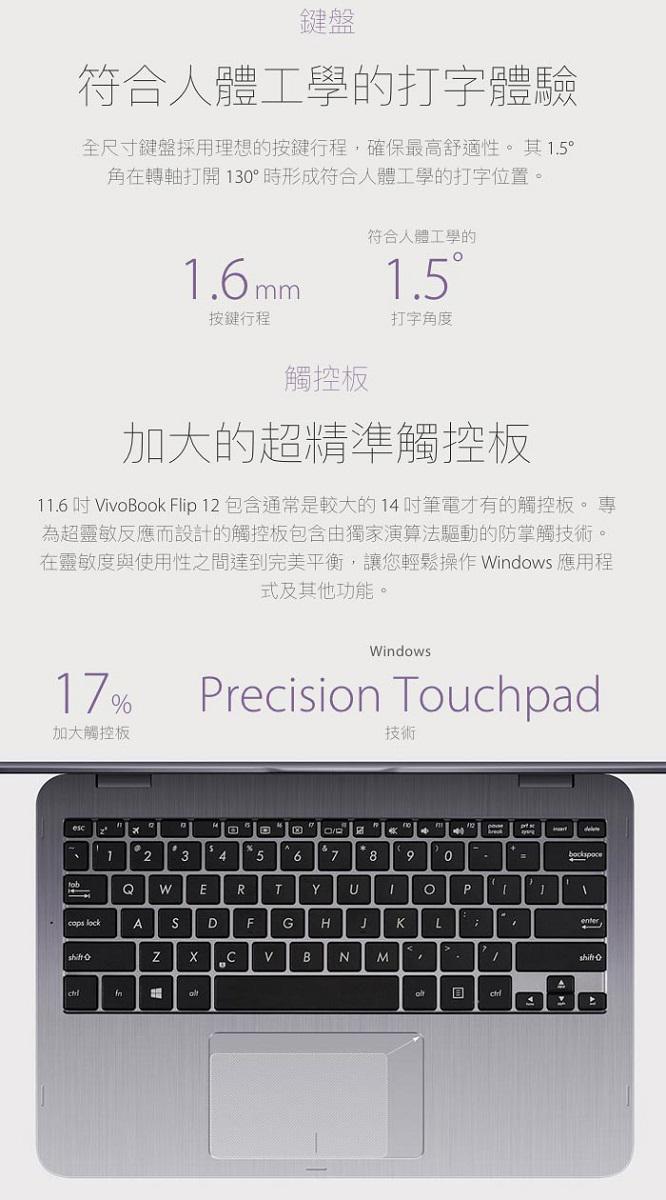 鍵盤
符合人體工學的打字體驗
全尺寸鍵盤採用理想的按鍵行程，確保最高舒適性。 其 1.5°
角在轉軸打開 130° 時形成符合人體工學的打字位置。
符合人體工學的
1.6 mm
1.5°
按鍵行程
打字角度
觸控板
加大的超精準觸控板
11.6 吋 VivoBook Flip 12 包含通常是較大的 14 吋筆電才有的觸控板。 專
為超靈敏反應而設計的觸控板包含由獨家演算法驅動的防掌觸技術。
在靈敏度與使用性之間達到完美平衡，讓您輕鬆操作 Windows 應用程
式及其他功能。
Windows
17%
Precision Touchpad
加大觸控板
技術
esc f1 f2 f3 f4 f5 f6 f7 f8 f9 f10 f11 f12 pause break prt sc sysrq insert delete
~ ` ! 1 @ 2 # 3 $ 4 % 5 ^ 6 & 7 * 8 ( 9 ) 0 _ - + = backspace
tab Q W E R T Y U I O P { [ } ] | \
caps lock A S D F G H J K L : ; " ' enter
shift Z X C V B N M < , > . ? / shift
ctrl fn alt alt ctrl